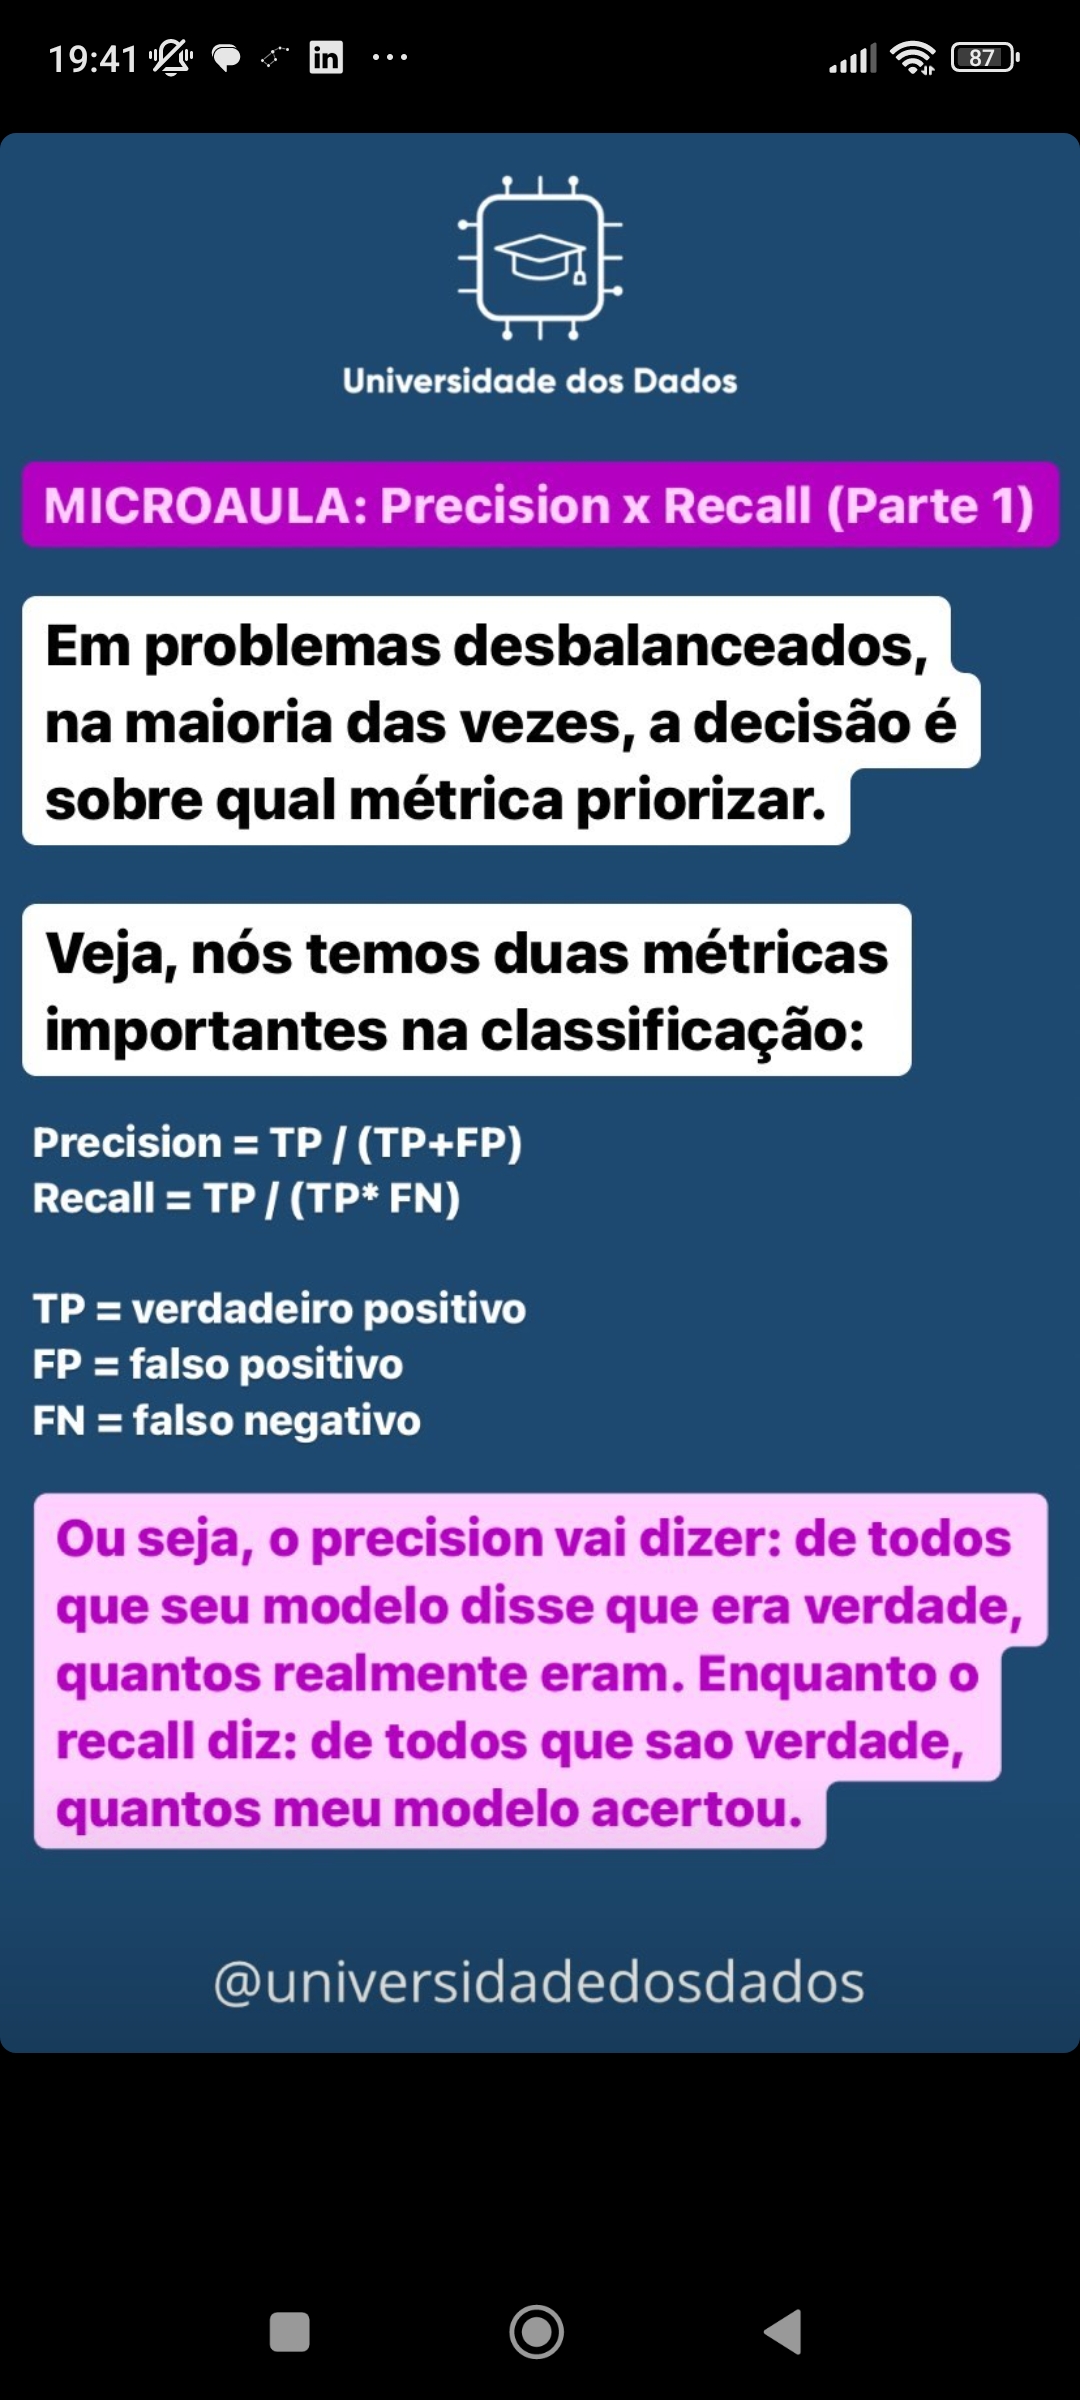 19:41
87
Universidade dos Dados
MICROAULA: Precision x Recall (Parte 1)
Em problemas desbalanceados,
na maioria das vezes, a decisão é
sobre qual métrica priorizar.
Veja, nós temos duas métricas
importantes na classificação:
Precision = TP / (TP+FP)
Recall = TP / (TP* FN)
TP = verdadeiro positivo
FP = falso positivo
FN = falso negativo
Ou seja, o precision vai dizer: de todos
que seu modelo disse que era verdade,
quantos realmente eram. Enquanto o
recall diz: de todos que sao verdade,
quantos meu modelo acertou.
@universidadedosdados